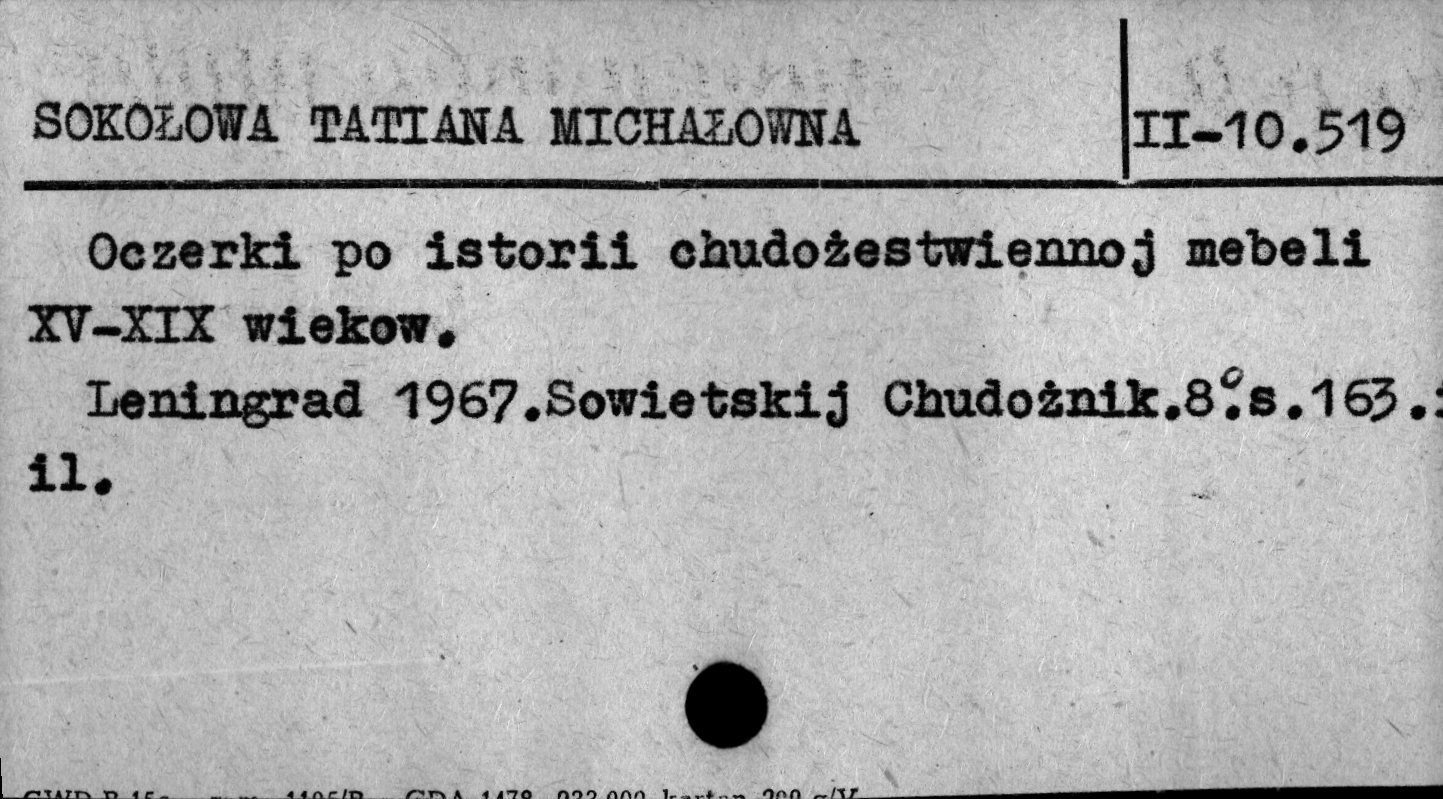 SOKOŁOWA TATIANA MICHAŁOWNA II-10.519
Oczerki po istorii chudożestwiennoj mebeli
XV-XIX wiekow.
Leningrad 1967.Sowietskij Chudożnik.8°.s.163.
il.